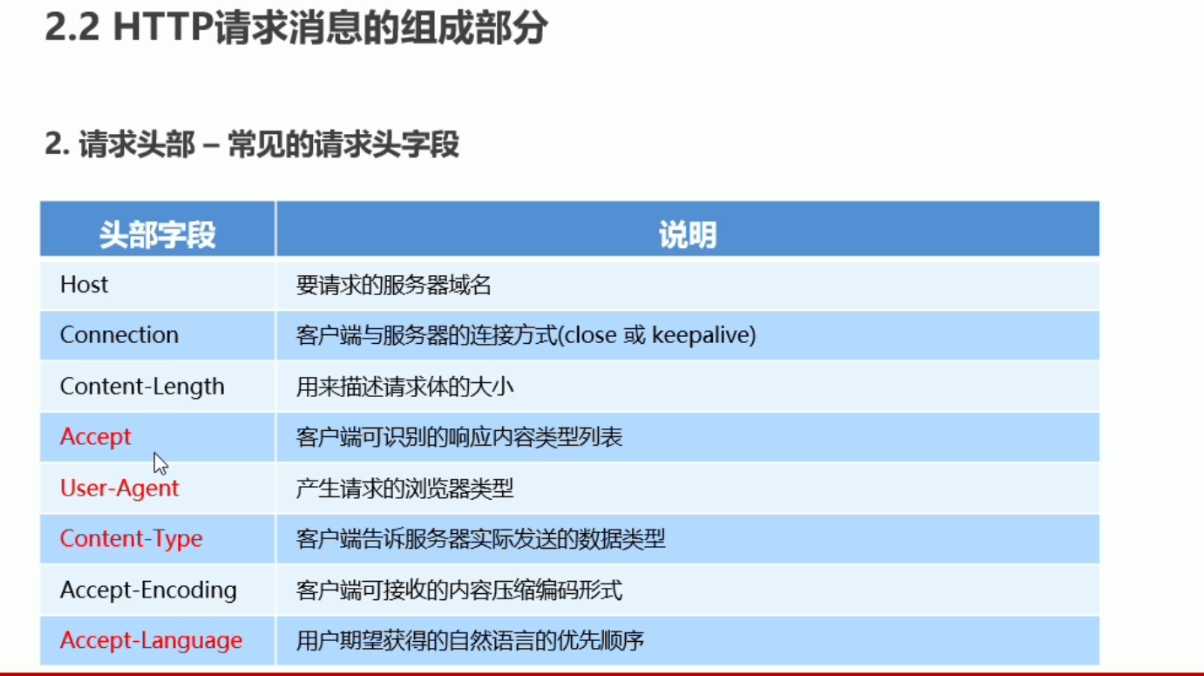 2.2 HTTP请求消息的组成部分
2. 请求头部 – 常见的请求头字段
头部字段 说明
Host 要请求的服务器域名
Connection 客户端与服务器的连接方式(close 或 keepalive)
Content-Length 用来描述请求体的大小
Accept 客户端可识别的响应内容类型列表
User-Agent 产生请求的浏览器类型
Content-Type 客户端告诉服务器实际发送的数据类型
Accept-Encoding 客户端可接收的内容压缩编码形式
Accept-Language 用户期望获得的自然语言的优先顺序